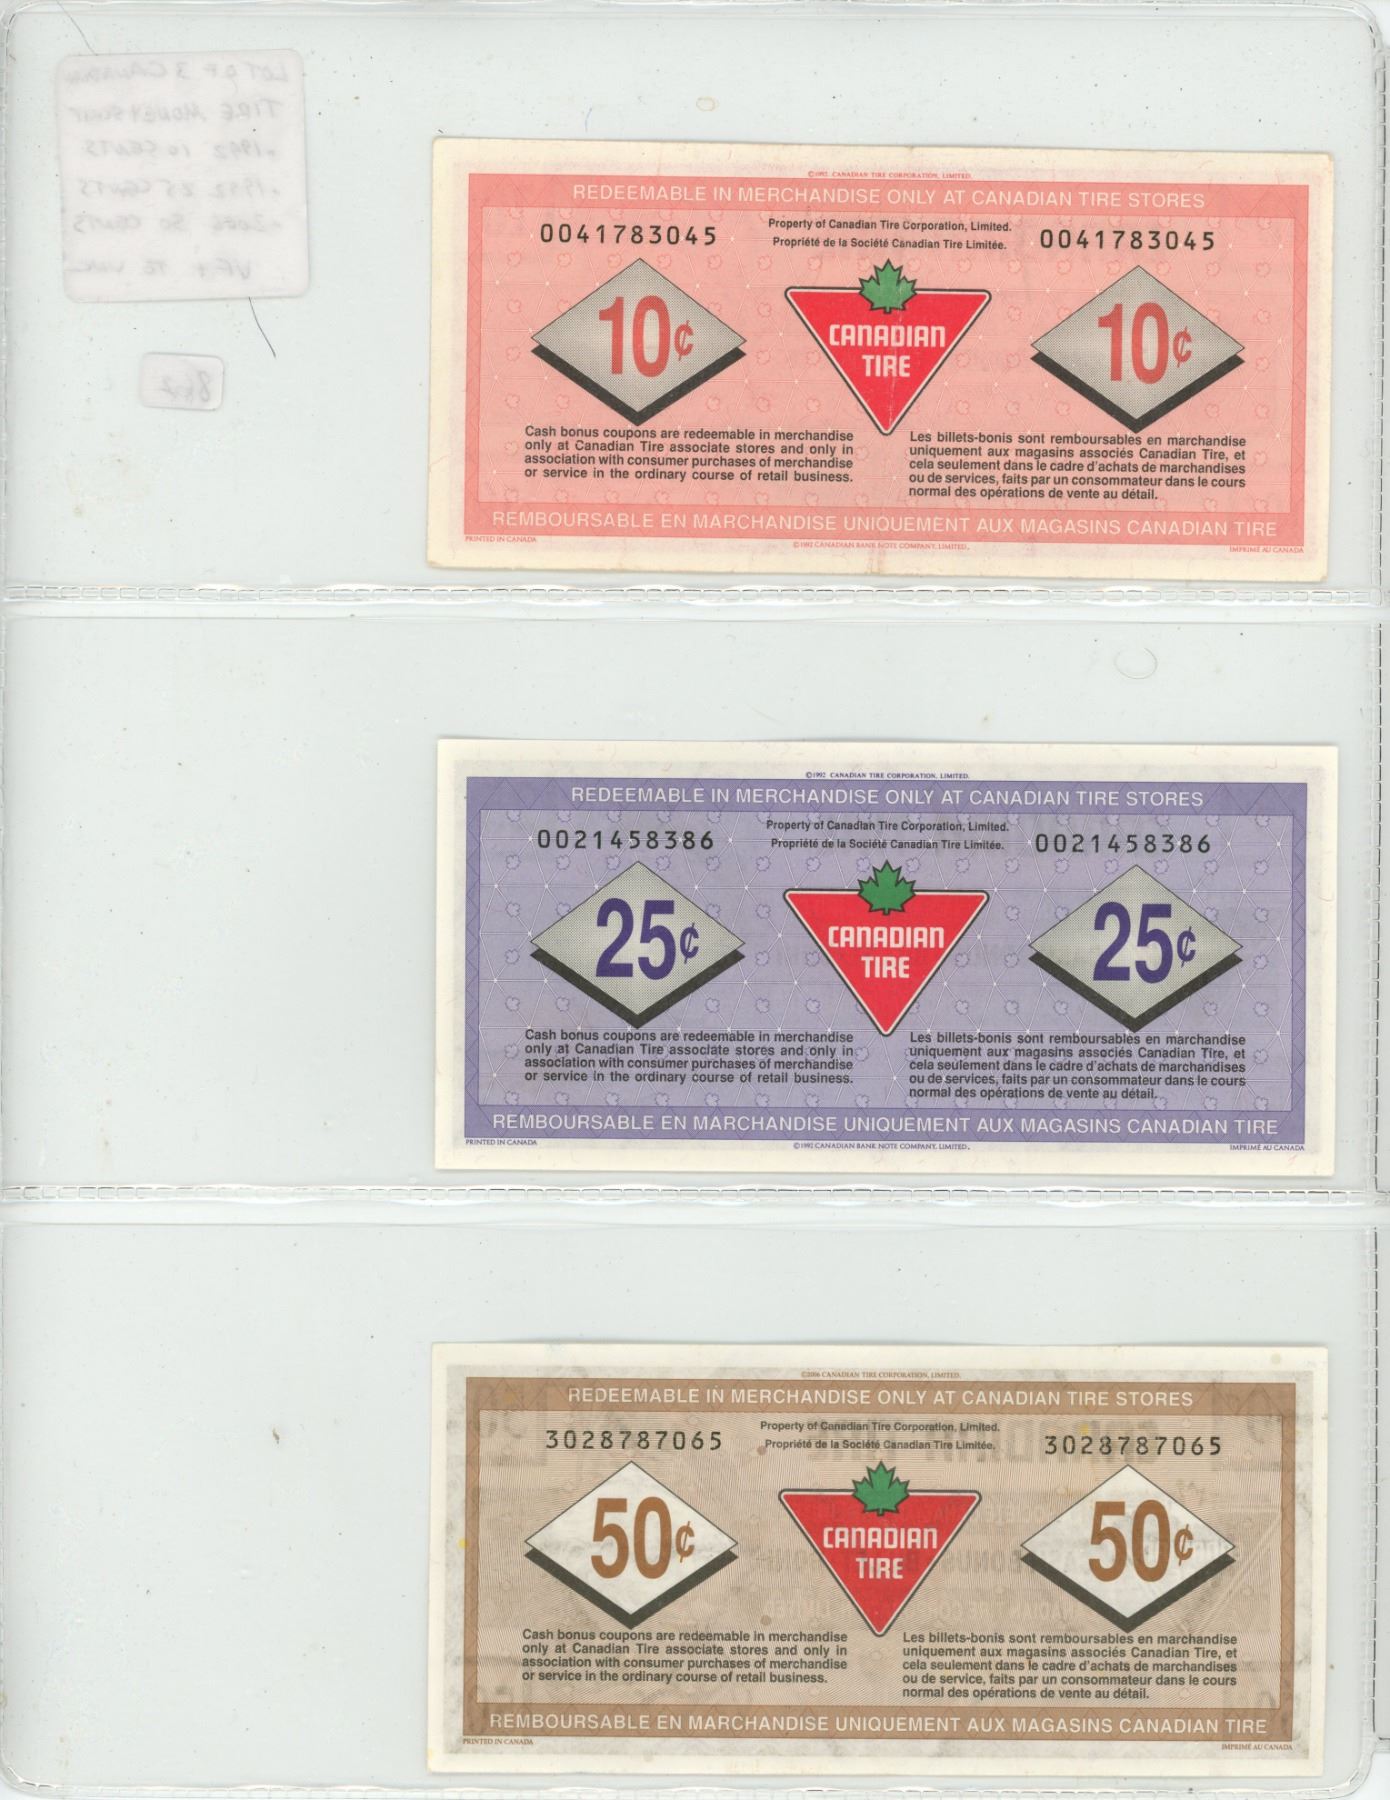 LOT OF 3 CANADIAN
TIRE MONEY SCRIP
-1992 10 CENTS
-1992 25 CENTS
-2006 50 CENTS
VF+ TO UNC
©1992 CANADIAN TIRE CORPORATION, LIMITED.
REDEEMABLE IN MERCHANDISE ONLY AT CANADIAN TIRE STORES
0041783045
Property of Canadian Tire Corporation, Limited.
Propriété de la Société Canadian Tire Limitée.
0041783045
10¢
CANADIAN
TIRE
10¢
Cash bonus coupons are redeemable in merchandise
only at Canadian Tire associate stores and only in
association with consumer purchases of merchandise
or service in the ordinary course of retail business.
Les billets-bonis sont remboursables en marchandise
uniquement aux magasins associés Canadian Tire, et
cela seulement dans le cadre d'achats de marchandises
ou de services, faits par un consommateur dans le cours
normal des opérations de vente au détail.
REMBOURSABLE EN MARCHANDISE UNIQUEMENT AUX MAGASINS CANADIAN TIRE
PRINTED IN CANADA
©1992 CANADIAN BANK NOTE COMPANY, LIMITED.
IMPRIMÉ AU CANADA
©1992 CANADIAN TIRE CORPORATION, LIMITED.
REDEEMABLE IN MERCHANDISE ONLY AT CANADIAN TIRE STORES
0021458386
Property of Canadian Tire Corporation, Limited.
Propriété de la Société Canadian Tire Limitée.
0021458386
25¢
CANADIAN
TIRE
25¢
Cash bonus coupons are redeemable in merchandise
only at Canadian Tire associate stores and only in
association with consumer purchases of merchandise
or service in the ordinary course of retail business.
Les billets-bonis sont remboursables en marchandise
uniquement aux magasins associés Canadian Tire, et
cela seulement dans le cadre d'achats de marchandises
ou de services, faits par un consommateur dans le cours
normal des opérations de vente au détail.
REMBOURSABLE EN MARCHANDISE UNIQUEMENT AUX MAGASINS CANADIAN TIRE
PRINTED IN CANADA
©1992 CANADIAN BANK NOTE COMPANY, LIMITED.
IMPRIMÉ AU CANADA
©2006 CANADIAN TIRE CORPORATION, LIMITED.
REDEEMABLE IN MERCHANDISE ONLY AT CANADIAN TIRE STORES
3028787065
Property of Canadian Tire Corporation, Limited.
Propriété de la Société Canadian Tire Limitée.
3028787065
50¢
CANADIAN
TIRE
50¢
Cash bonus coupons are redeemable in merchandise
only at Canadian Tire associate stores and only in
association with consumer purchases of merchandise
or service in the ordinary course of retail business.
Les billets-bonis sont remboursables en marchandise
uniquement aux magasins associés Canadian Tire, et
cela seulement dans le cadre d'achats de marchandises
ou de service, faits par un consommateur dans le cours
normal des opérations de vente au détail.
REMBOURSABLE EN MARCHANDISE UNIQUEMENT AUX MAGASINS CANADIAN TIRE
PRINTED IN CANADA
IMPRIMÉ AU CANADA